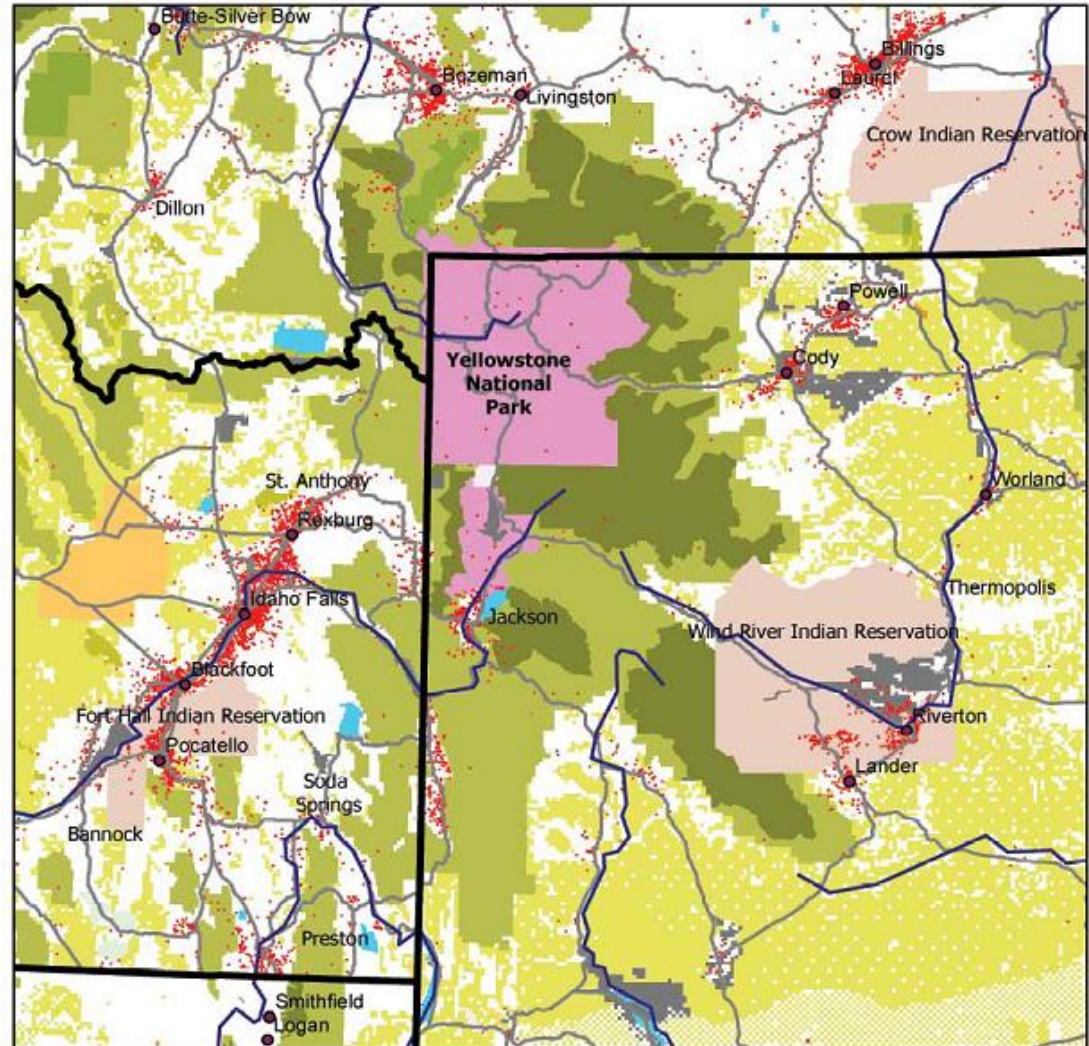 Butte-Silver Bow
Billings
Bozeman
Laurel
Livingston
Crow Indian Reservation
Dillon
Powell
Yellowstone
National
Park
Cody
St. Anthony
Worland
Rexburg
Thermopolis
Idaho Falls
Jackson
Wind River Indian Reservation
Blackfoot
Fort Hall Indian Reservation
Riverton
Pocatello
Lander
Soda
Springs
Bannock
Preston
Smithfield
Logan